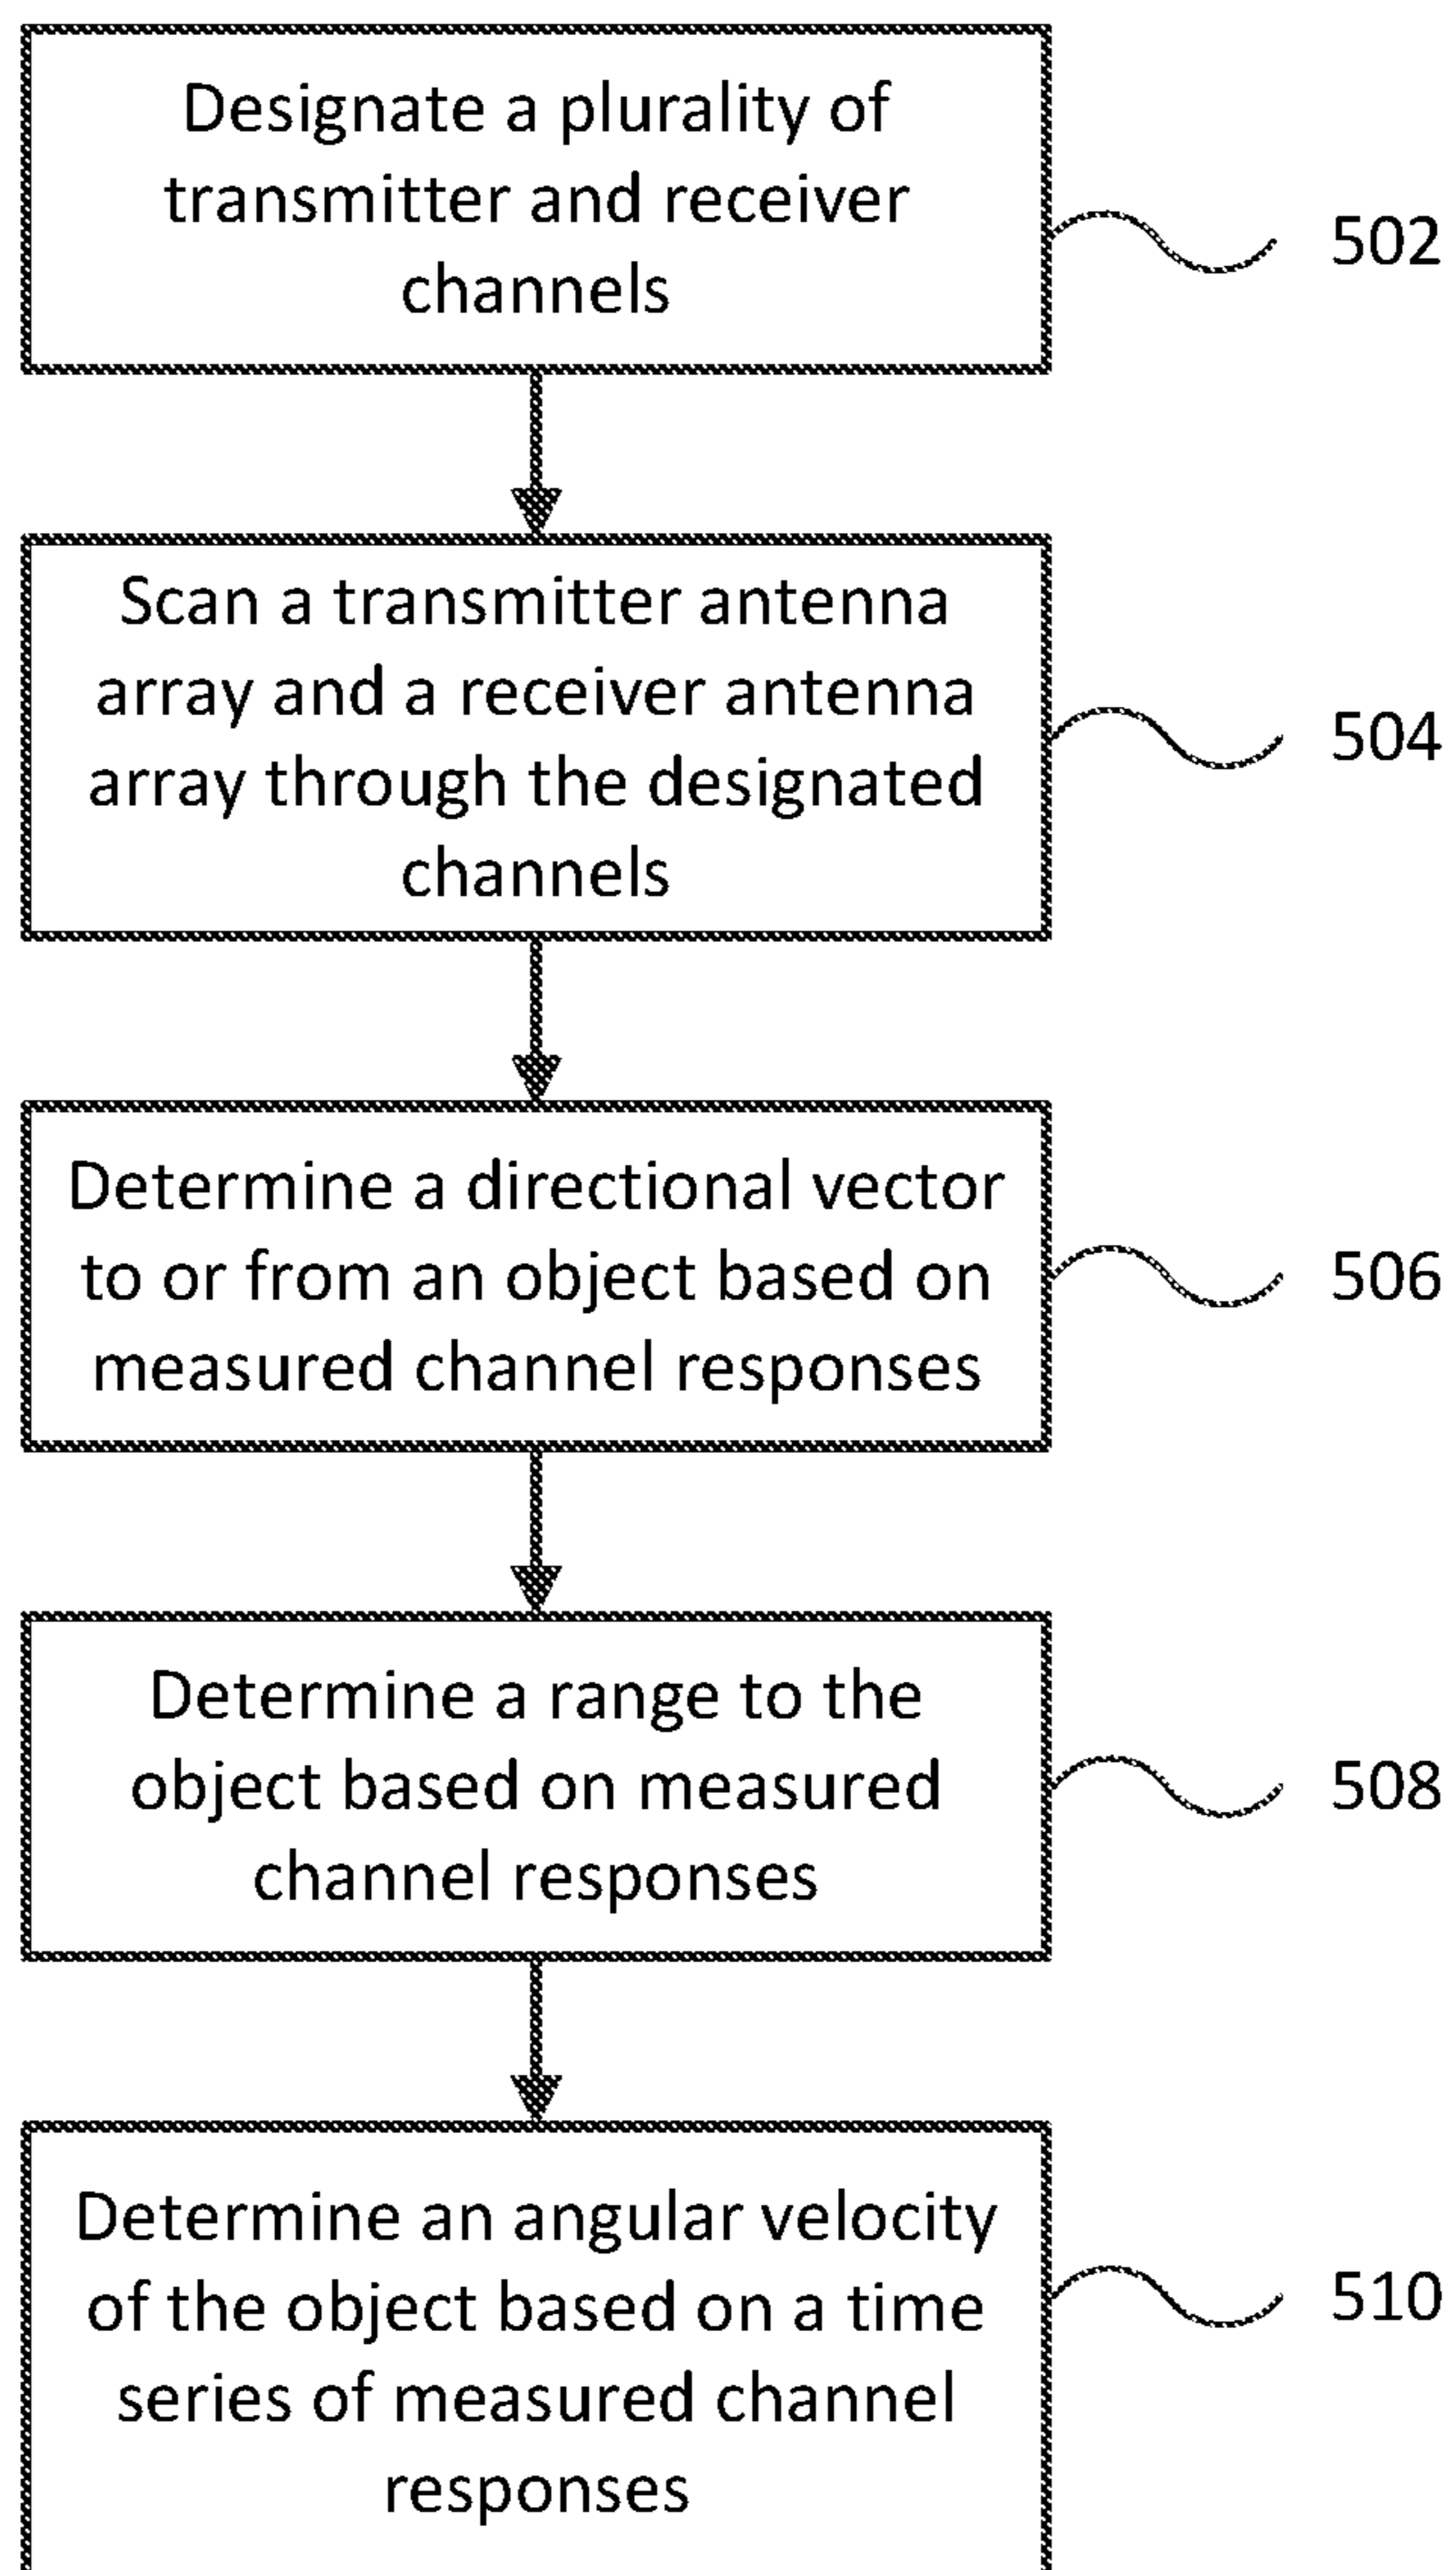 Designate a plurality of
transmitter and receiver
channels
502
Scan a transmitter antenna
array and a receiver antenna
array through the designated
channels
504
Determine a directional vector
to or from an object based on
measured channel responses
506
Determine a range to the
object based on measured
channel responses
508
Determine an angular velocity
of the object based on a time
series of measured channel
responses
510